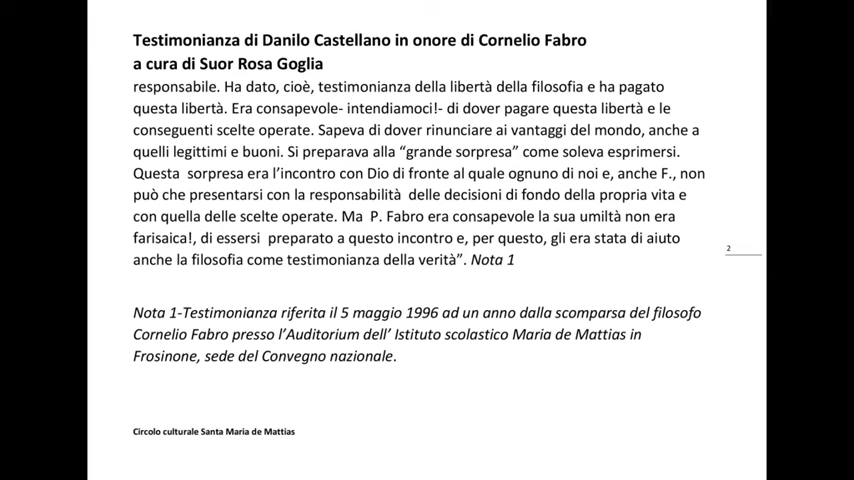 Testimonianza di Danilo Castellano in onore di Cornelio Fabro
a cura di Suor Rosa Goglia
responsabile. Ha dato, cioè, testimonianza della libertà della filosofia e ha pagato
questa libertà. Era consapevole- intendiamoci!- di dover pagare questa libertà e le
conseguenti scelte operate. Sapeva di dover rinunciare ai vantaggi del mondo, anche a
quelli legittimi e buoni. Si preparava alla “grande sorpresa” come soleva esprimersi.
Questa  sorpresa era l’incontro con Dio di fronte al quale ognuno di noi e, anche F., non
può che presentarsi con la responsabilità  delle decisioni di fondo della propria vita e
con quella delle scelte operate. Ma  P. Fabro era consapevole la sua umiltà non era
farisaica!, di essersi  preparato a questo incontro e, per questo, gli era stata di aiuto
2
anche la filosofia come testimonianza della verità”. Nota 1
Nota 1-Testimonianza riferita il 5 maggio 1996 ad un anno dalla scomparsa del filosofo
Cornelio Fabro presso l’Auditorium dell’ Istituto scolastico Maria de Mattias in
Frosinone, sede del Convegno nazionale.
Circolo culturale Santa Maria de Mattias